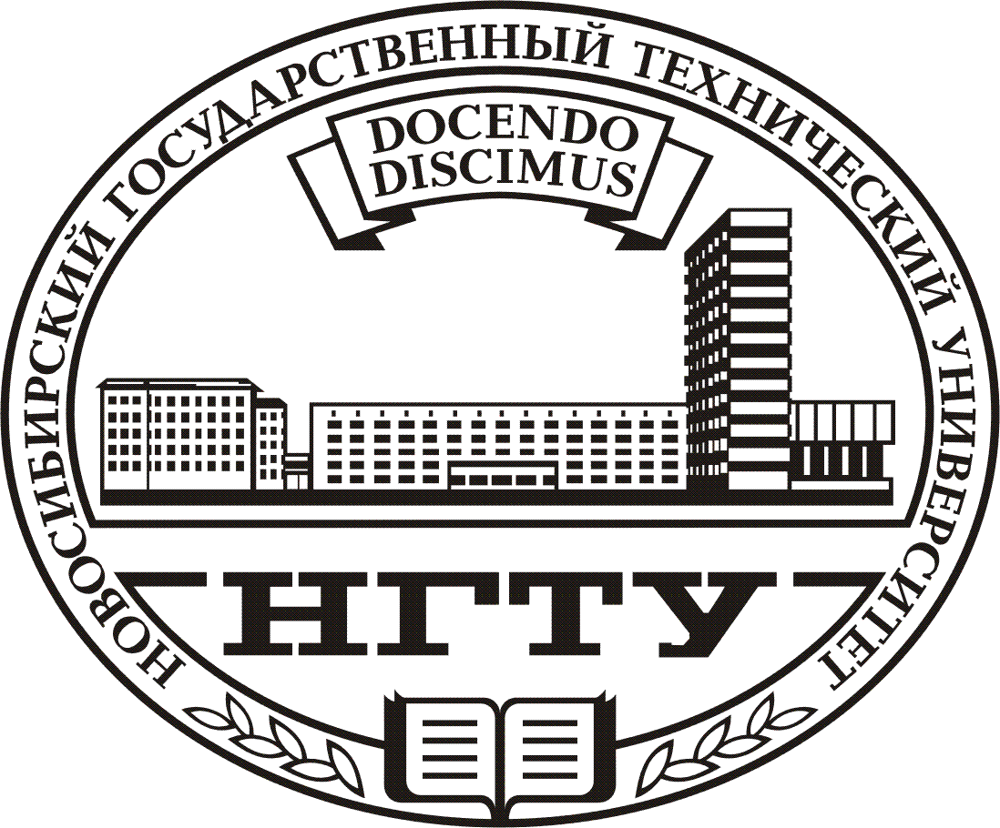 НОВОСИБИРСКИЙ ГОСУДАРСТВЕННЫЙ ТЕХНИЧЕСКИЙ УНИВЕРСИТЕТ
DOCENDO
DISCIMUS
НГТУ